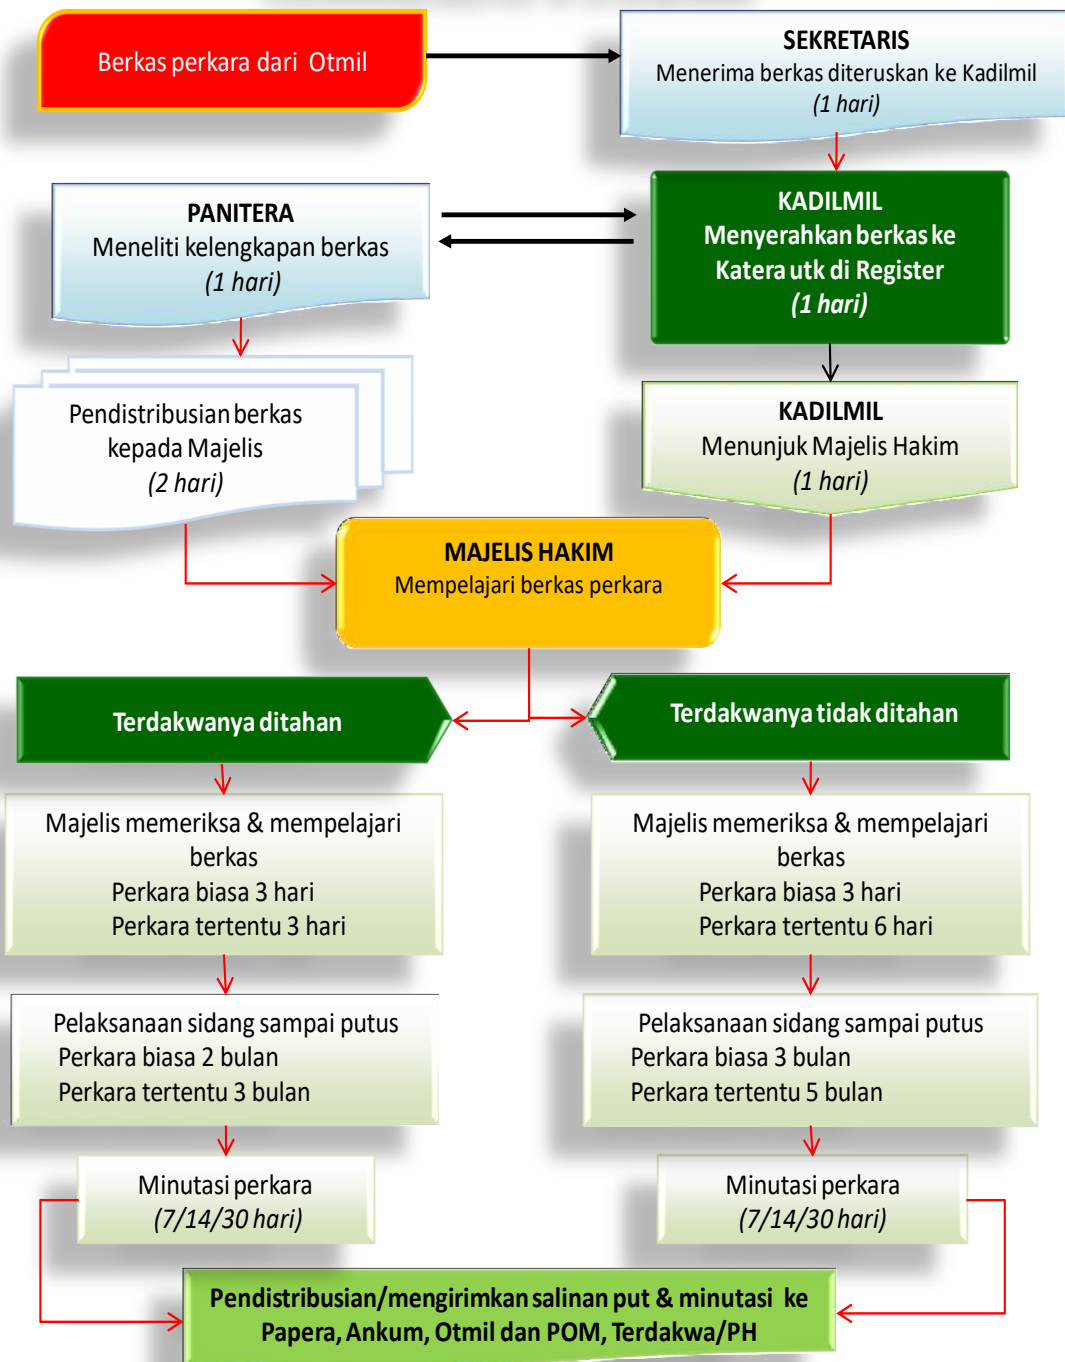 Berkas perkara dari Otmil
SEKRETARIS
Menerima berkas diteruskan ke Kadilmil
(1 hari)
PANITERA
Meneliti kelengkapan berkas
(1 hari)
KADILMIL
Menyerahkan berkas ke
Katera utk di Register
(1 hari)
Pendistribusian berkas
kepada Majelis
(2 hari)
KADILMIL
Menunjuk Majelis Hakim
(1 hari)
MAJELIS HAKIM
Mempelajari berkas perkara
Terdakwanya ditahan
Terdakwanya tidak ditahan
Majelis memeriksa & mempelajari
berkas
Perkara biasa 3 hari
Perkara tertentu 3 hari
Majelis memeriksa & mempelajari
berkas
Perkara biasa 3 hari
Perkara tertentu 6 hari
Pelaksanaan sidang sampai putus
Perkara biasa 2 bulan
Perkara tertentu 3 bulan
Pelaksanaan sidang sampai putus
Perkara biasa 3 bulan
Perkara tertentu 5 bulan
Minutasi perkara
(7/14/30 hari)
Minutasi perkara
(7/14/30 hari)
Pendistribusian/mengirimkan salinan put & minutasi ke
Papera, Ankum, Otmil dan POM, Terdakwa/PH